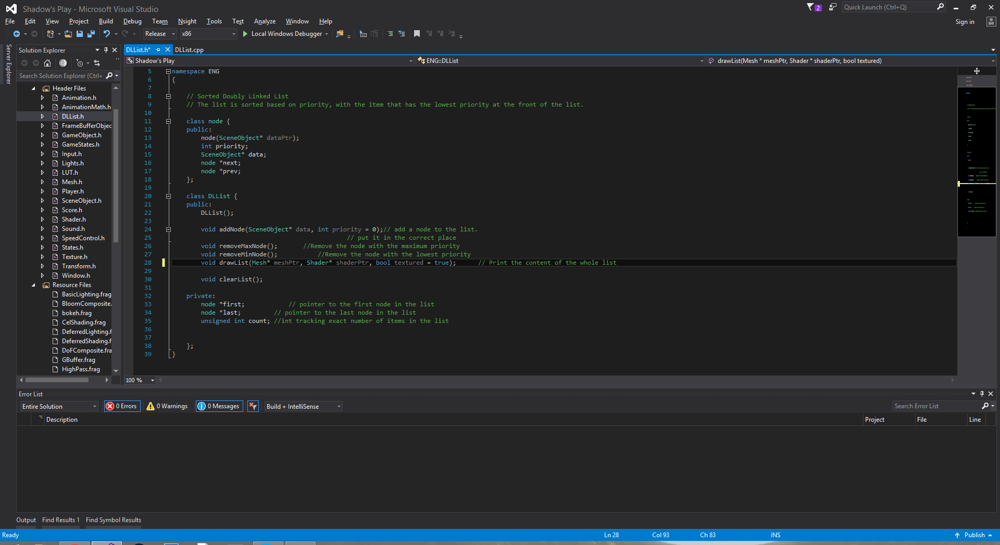 Shadow's Play - Microsoft Visual Studio
2
Quick Launch (Ctrl+Q)
File Edit View Project Build Debug Team Nsight Tools Test Analyze Window Help
Sign in
Release x86 Local Windows Debugger
Server Explorer
Solution Explorer
Search Solution Explorer (Ctrl+
Header Files
Animation.h
AnimationMath.h
DLList.h
FrameBufferObjec
GameObject.h
GameStates.h
Input.h
Lights.h
LUT.h
Mesh.h
Player.h
SceneObject.h
Score.h
Shader.h
Sound.h
SpeedControl.h
States.h
Texture.h
Transform.h
Window.h
Resource Files
BasicLighting.frag
BloomComposite.
bokeh.frag
CelShading.frag
DeferredLighting.f
DeferredShading.f
DoFComposite.fra
GBuffer.frag
HighPass.frag
DLList.h* DLList.cpp
Shadow's Play ENG::DLList drawList(Mesh * meshPtr, Shader * shaderPtr, bool textured)
5 namespace ENG
6 {
7
8 // Sorted Doubly Linked List
9 // The list is sorted based on priority, with the item that has the lowest priority at the front of the list.
10
11 class node {
12 public:
13 node(SceneObject* dataPtr);
14 int priority;
15 SceneObject* data;
16 node *next;
17 node *prev;
18 };
19
20 class DLList {
21 public:
22 DLList();
23
24 void addNode(SceneObject* data, int priority = 0);// add a node to the list.
25 // put it in the correct place
26 void removeMaxNode(); //Remove the node with the maximum priority
27 void removeMinNode(); //Remove the node with the lowest priority
28 void drawList(Mesh* meshPtr, Shader* shaderPtr, bool textured = true); // Print the content of the whole list
29
30 void clearList();
31
32 private:
33 node *first; // pointer to the first node in the list
34 node *last; // pointer to the last node in the list
35 unsigned int count; //int tracking exact number of items in the list
36
37
38 };
39 }
100 %
Error List
Entire Solution 0 Errors 0 Warnings 0 Messages Build + IntelliSense
Search Error List
Description Project File Line
Output Find Results 1 Find Symbol Results
Ready Ln 28 Col 93 Ch 83 INS Publish